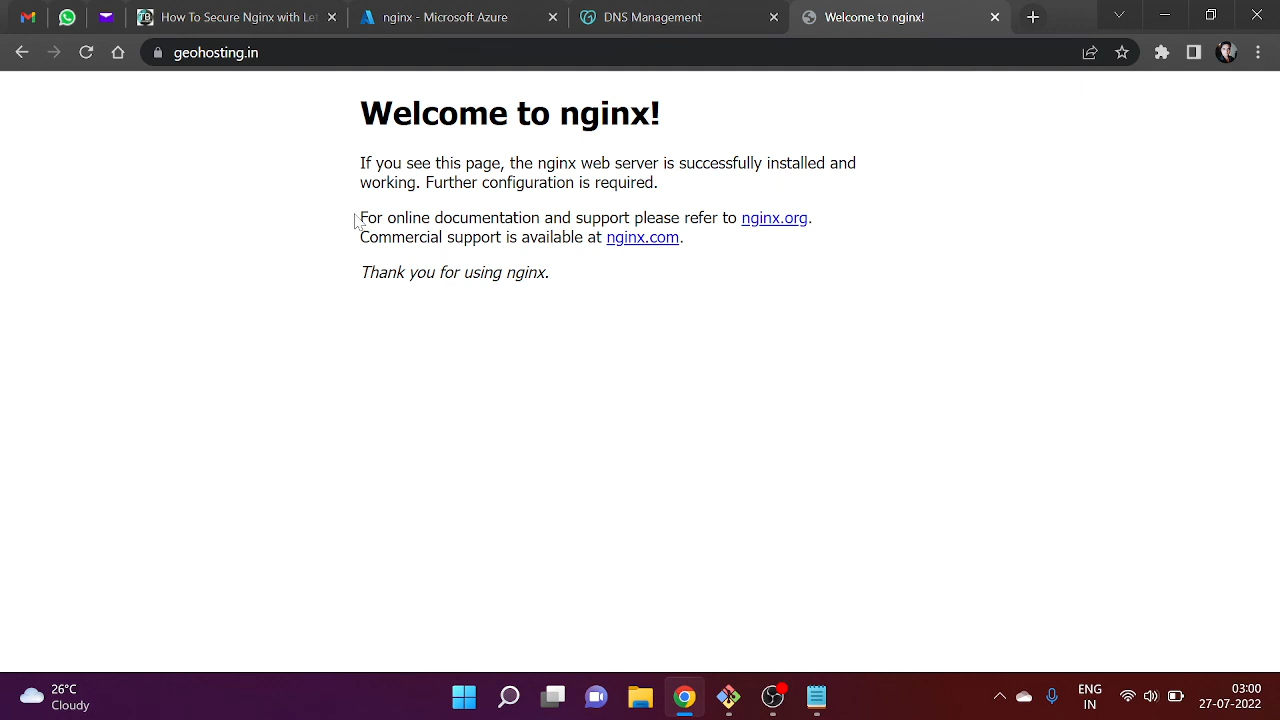 How To Secure Nginx with Let
nginx - Microsoft Azure
DNS Management
Welcome to nginx!
geohosting.in
Welcome to nginx!
If you see this page, the nginx web server is successfully installed and
working. Further configuration is required.
For online documentation and support please refer to nginx.org.
Commercial support is available at nginx.com.
Thank you for using nginx.
26°C
Cloudy
ENG
IN
03:00
27-07-2022